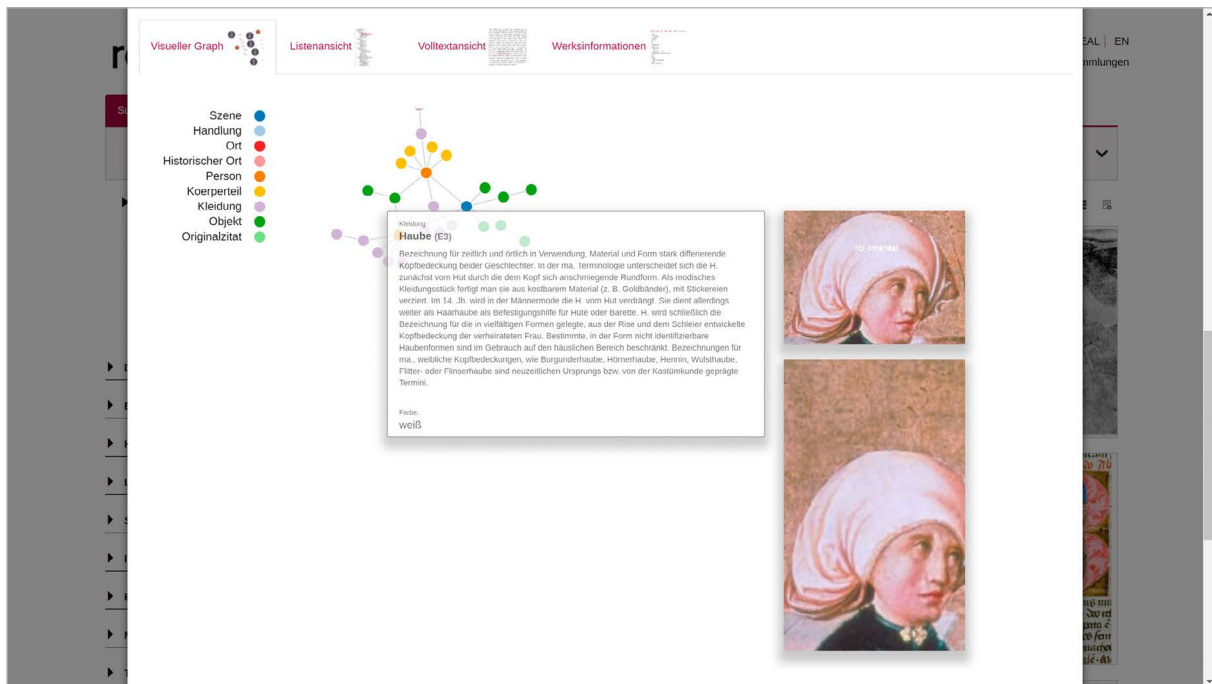 Visueller Graph
Listenansicht
Volltextansicht
Werksinformationen
EAL | EN
mmlungen
Szene
Handlung
Ort
Historischer Ort
Person
Koerperteil
Kleidung
Objekt
Originalzitat
Kleidung
Haube (E3)
Bezeichnung für zeitlich und örtlich in Verwendung, Material und Form stark differierende
Kopfbedeckung beider Geschlechter. In der ma. Terminologie unterscheidet sich die H.
zunächst vom Hut durch die dem Kopf sich anschmiegende Rundform. Als modisches
Kleidungsstück fertigt man sie aus kostbarem Material (z. B. Goldbänder), mit Stickereien
verziert. Im 14. Jh. wird in der Männermode die H. vom Hut verdrängt. Sie dient allerdings
weiter als Haarhaube als Befestigungshilfe für Hüte oder Barette. H. wird schließlich die
Bezeichnung für die in vielfältigen Formen gelegte, aus der Rise und dem Schleier entwickelte
Kopfbedeckung der verheirateten Frau. Bestimmte, in der Form nicht identifizierbare
Haubenformen sind im Gebrauch auf den häuslichen Bereich beschränkt. Bezeichnungen für
ma., weibliche Kopfbedeckungen, wie Burgunderhaube, Hörnerhaube, Hennin, Wulsthaube,
Flitter- oder Flinserhaube sind neuzeitlichen Ursprungs bzw. von der Kostümkunde geprägte
Termini.
Farbe:
weiß
(c) imareal